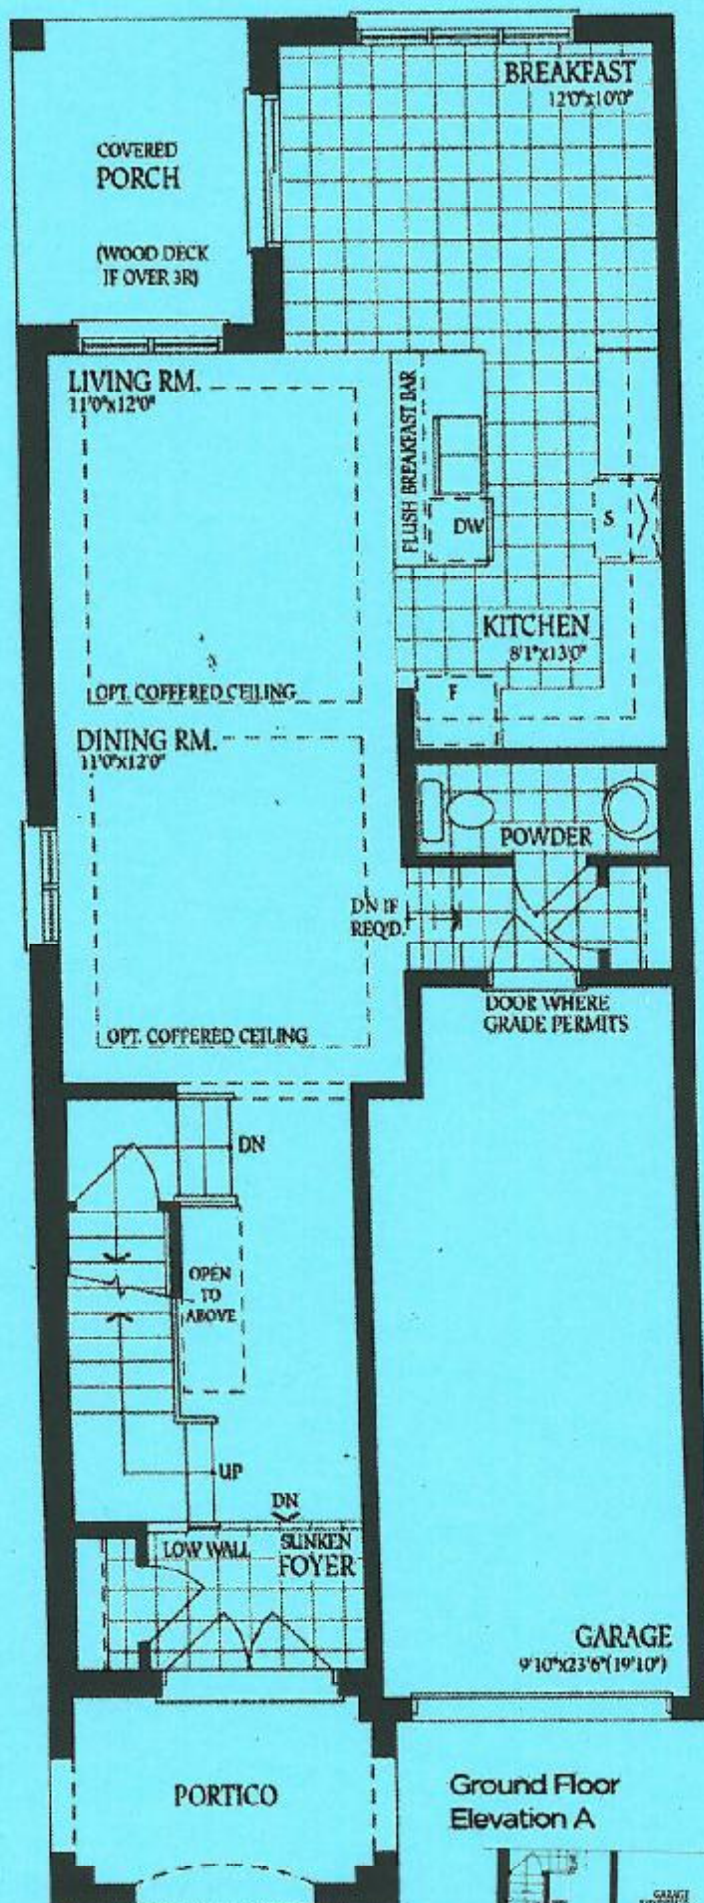 BREAKFAST
12'0"x10'0"
COVERED
PORCH
(WOOD DECK
IF OVER 3R)
LIVING RM.
11'0"x12'0"
FLUSH BREAKFAST BAR
DW
S
KITCHEN
8'1"x13'0"
F
OPT. COFFERED CEILING
DINING RM.
11'0"x12'0"
POWDER
DN IF
REQ'D.
DOOR WHERE
GRADE PERMITS
OPT. COFFERED CEILING
DN
OPEN
TO
ABOVE
UP
DN
LOW WALL
SUNKEN
FOYER
GARAGE
9'10"x23'6"(19'10")
PORTICO
Ground Floor
Elevation A
GARAGE